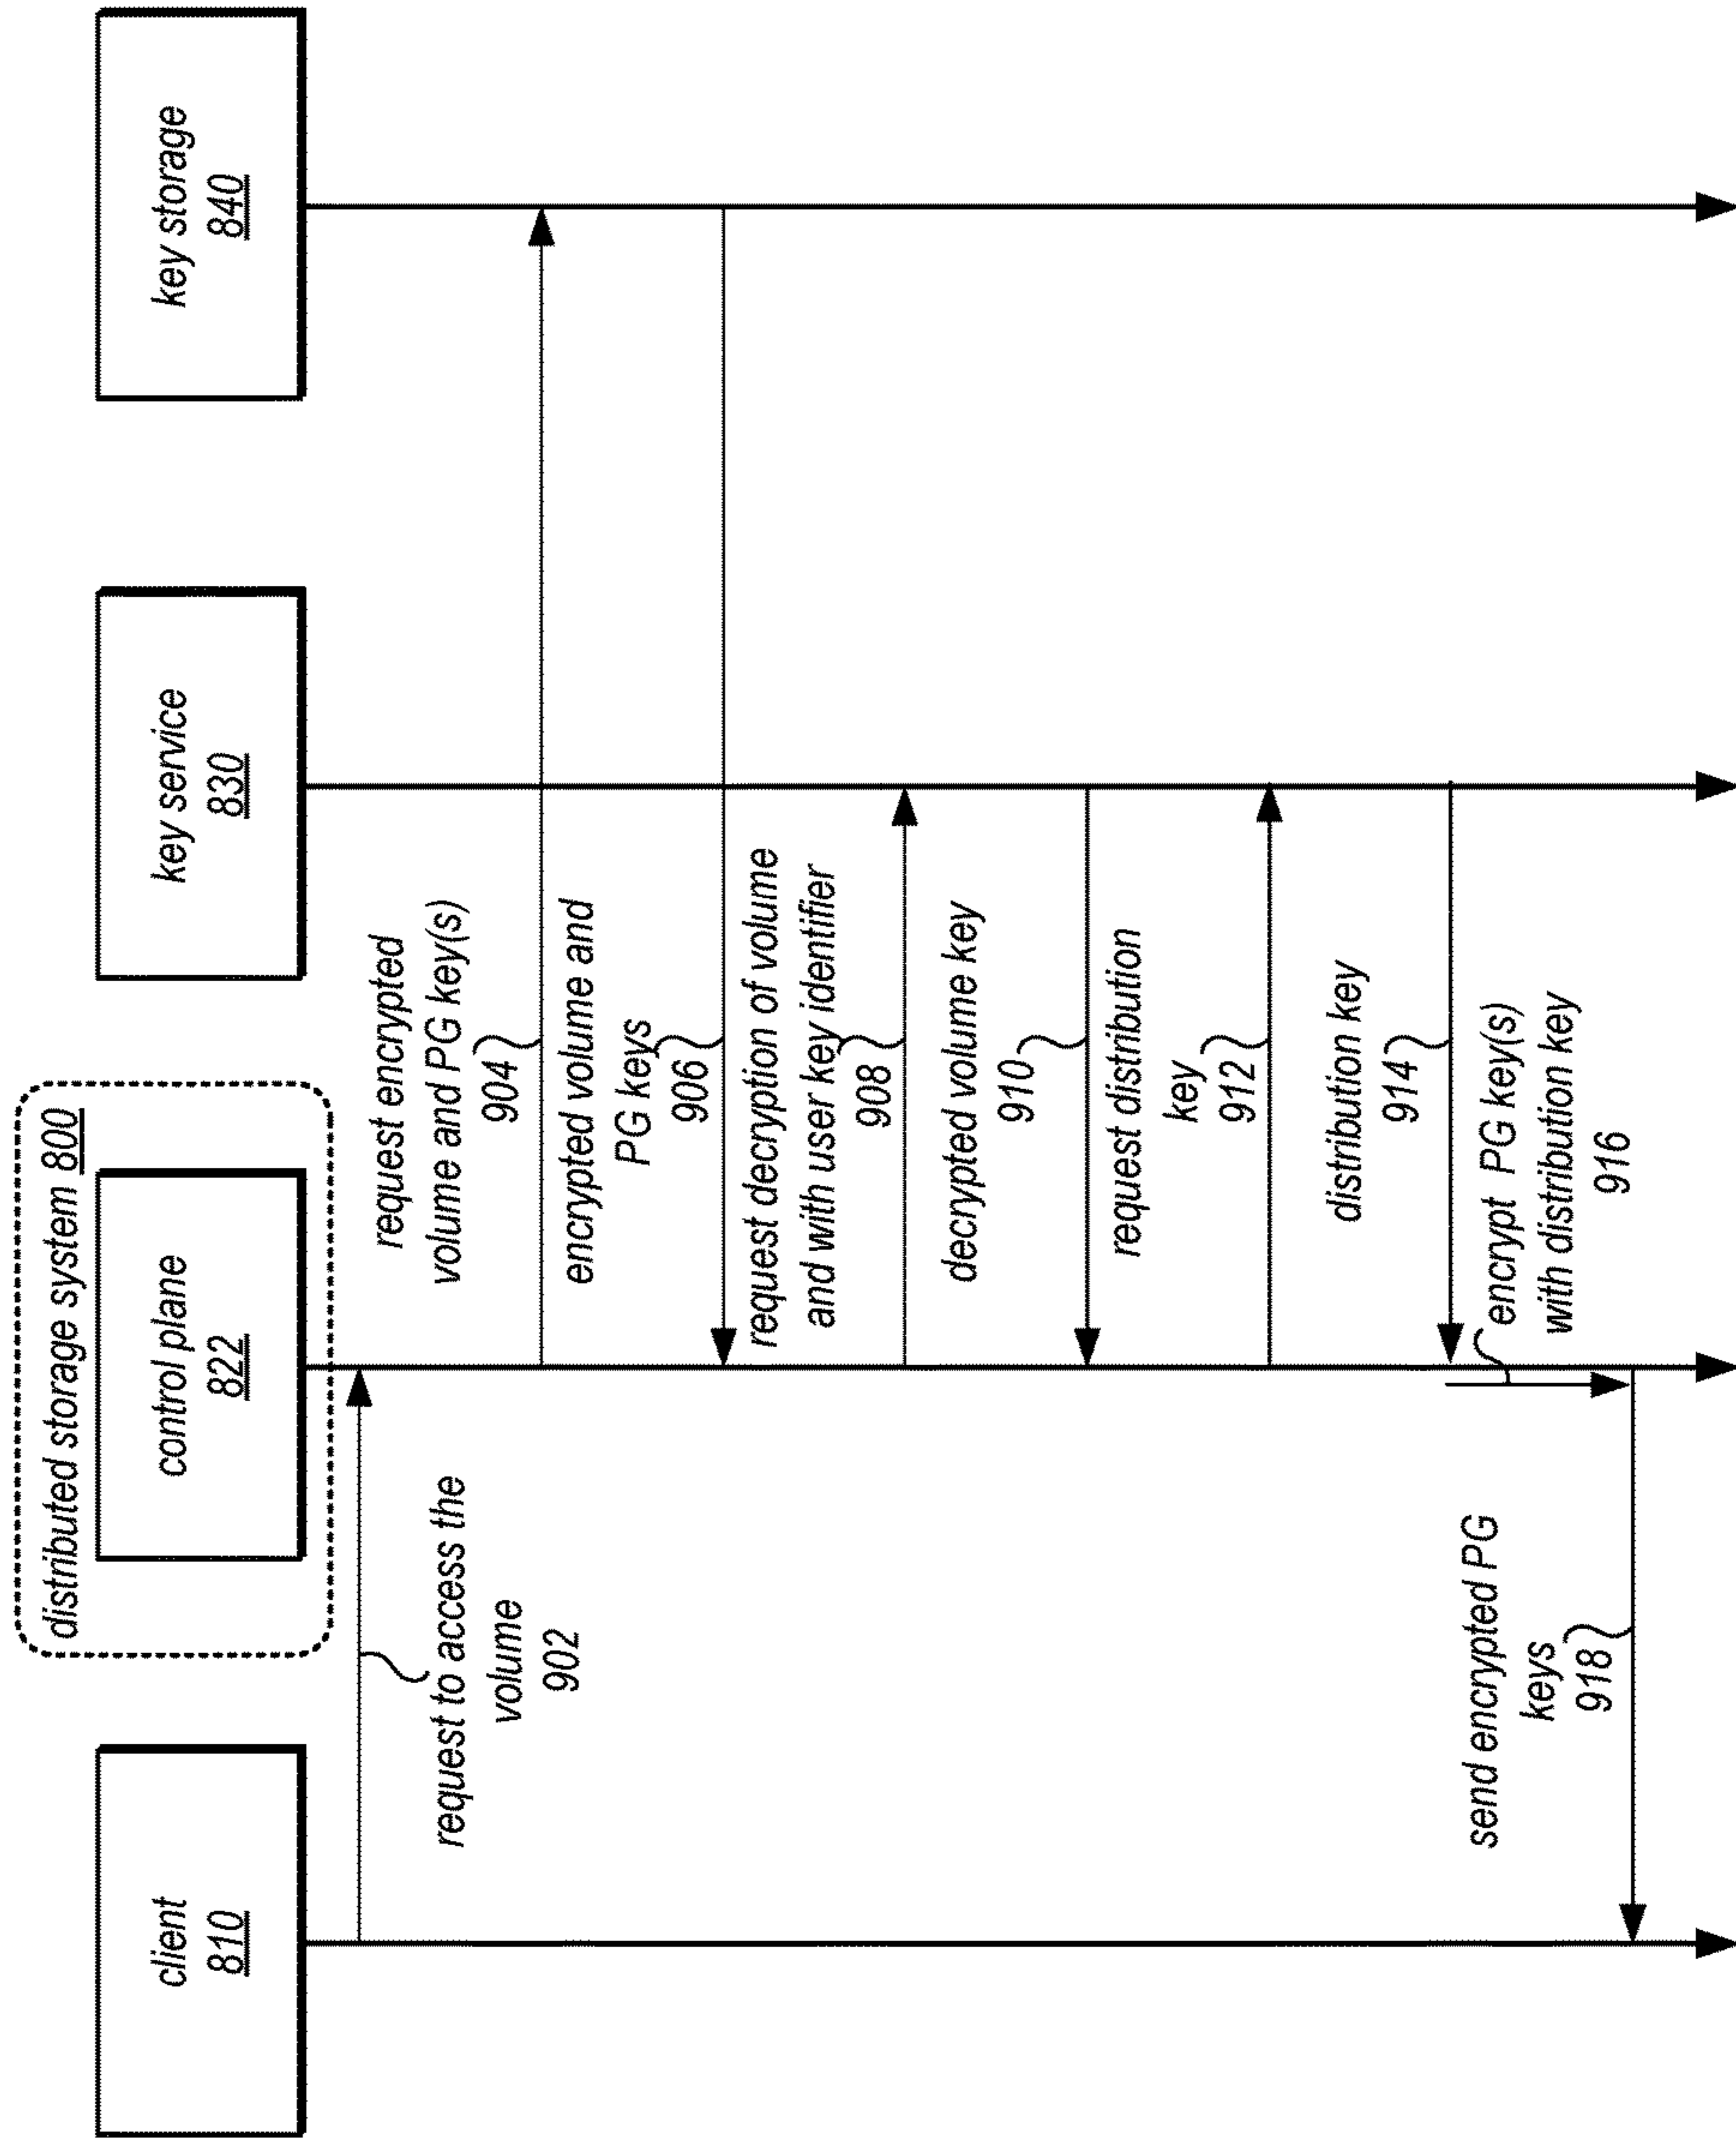 distributed storage system 800
client
810
control plane
822
key service
830
key storage
840
request to access the
volume
902
request encrypted
volume and PG key(s)
904
encrypted volume and
PG keys
906
request decryption of volume
and with user key identifier
908
decrypted volume key
910
request distribution
key
912
distribution key
914
encrypt PG key(s)
with distribution key
916
send encrypted PG
keys
918